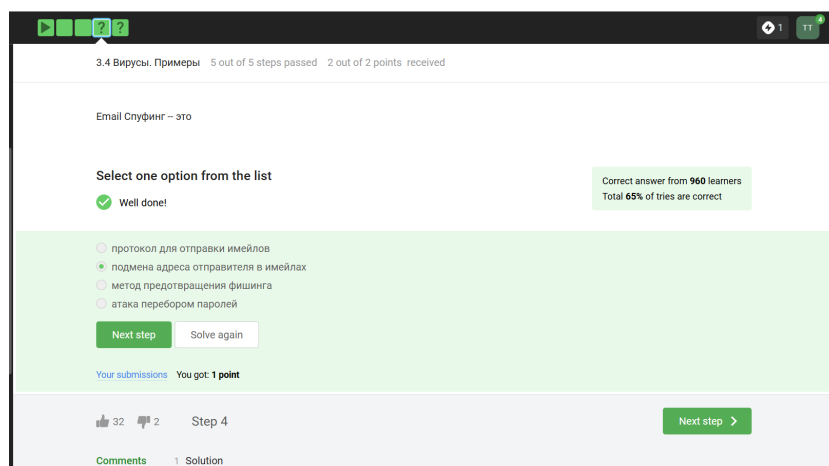 ? ?
1
TT
4
3.4 Вирусы. Примеры 5 out of 5 steps passed 2 out of 2 points received
Email Спуфинг – это
Select one option from the list
Well done!
Correct answer from 960 learners
Total 65% of tries are correct
протокол для отправки имейлов
подмена адреса отправителя в имейлах
метод предотвращения фишинга
атака перебором паролей
Next step Solve again
Your submissions You got: 1 point
32 2 Step 4 Next step
Comments 1 Solution